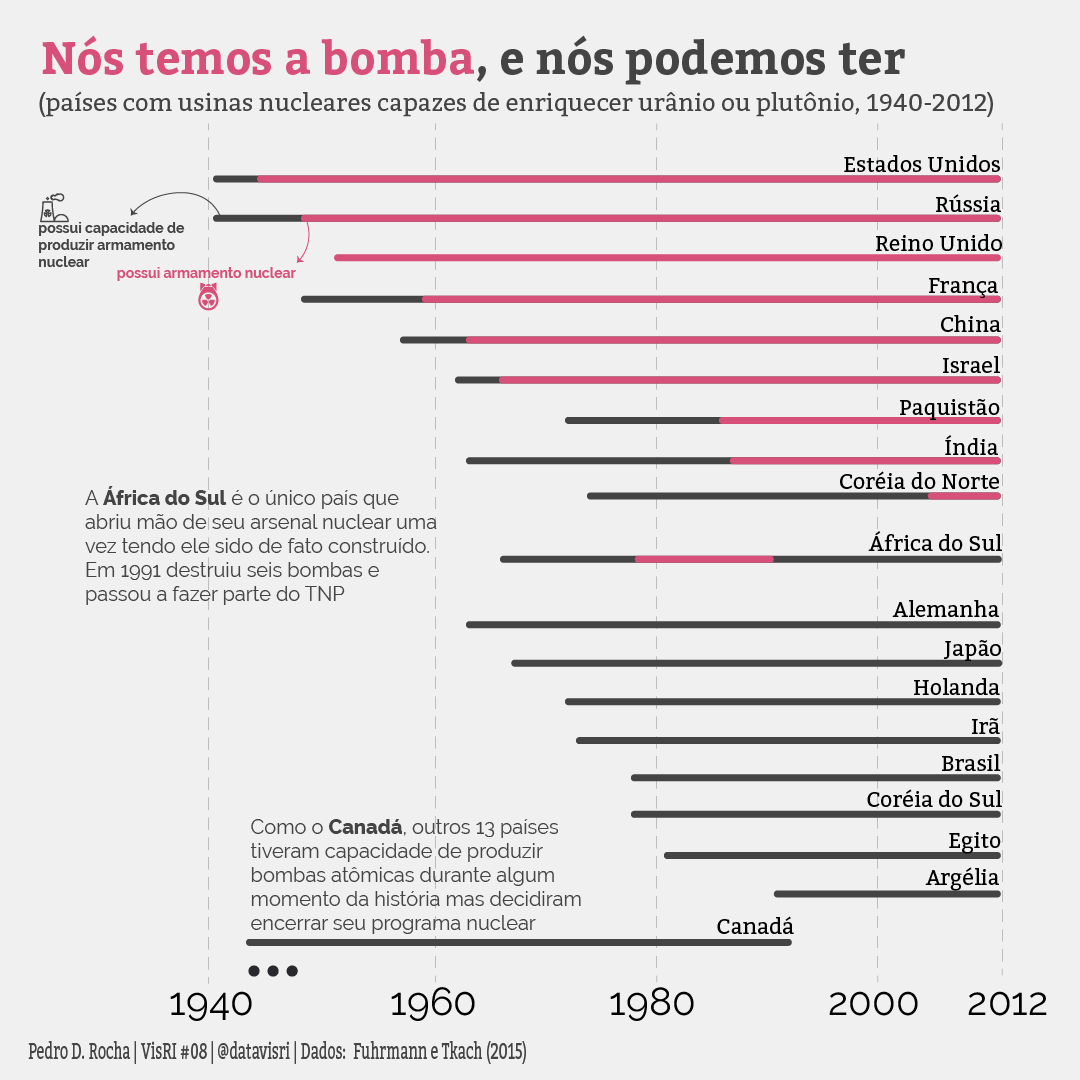 Nós temos a bomba, e nós podemos ter
(países com usinas nucleares capazes de enriquecer urânio ou plutônio, 1940-2012)
Estados Unidos
Rússia
possui capacidade de
produzir armamento
nuclear
possui armamento nuclear
Reino Unido
França
China
Israel
Paquistão
Índia
Coréia do Norte
A África do Sul é o único país que
abriu mão de seu arsenal nuclear uma
vez tendo ele sido de fato construído.
Em 1991 destruiu seis bombas e
passou a fazer parte do TNP
África do Sul
Alemanha
Japão
Holanda
Irã
Brasil
Coréia do Sul
Egito
Argélia
Como o Canadá, outros 13 países
tiveram capacidade de produzir
bombas atômicas durante algum
momento da história mas decidiram
encerrar seu programa nuclear
Canadá
1940 1960 1980 2000 2012
Pedro D. Rocha | VisRI #08 | @datavisri | Dados: Fuhrmann e Tkach (2015)